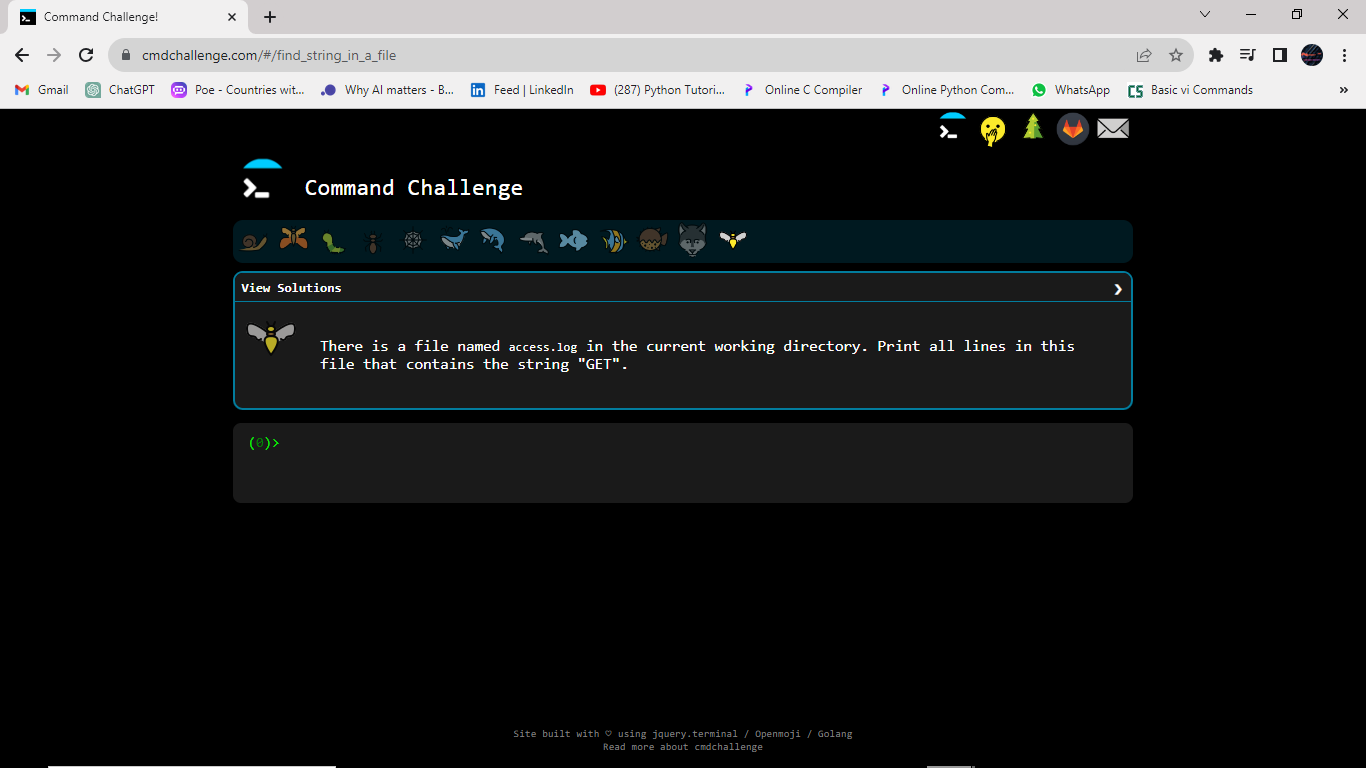 Command Challenge!
cmdchallenge.com/#/find_string_in_a_file
Gmail
ChatGPT
Poe - Countries wit...
Why AI matters - B...
Feed | LinkedIn
(287) Python Tutori...
Online C Compiler
Online Python Com...
WhatsApp
CS
Basic vi Commands
»
Command Challenge
View Solutions
There is a file named access.log in the current working directory. Print all lines in this
file that contains the string "GET".
(0)>
Site built with ♡ using jquery.terminal / Openmoji / Golang
Read more about cmdchallenge